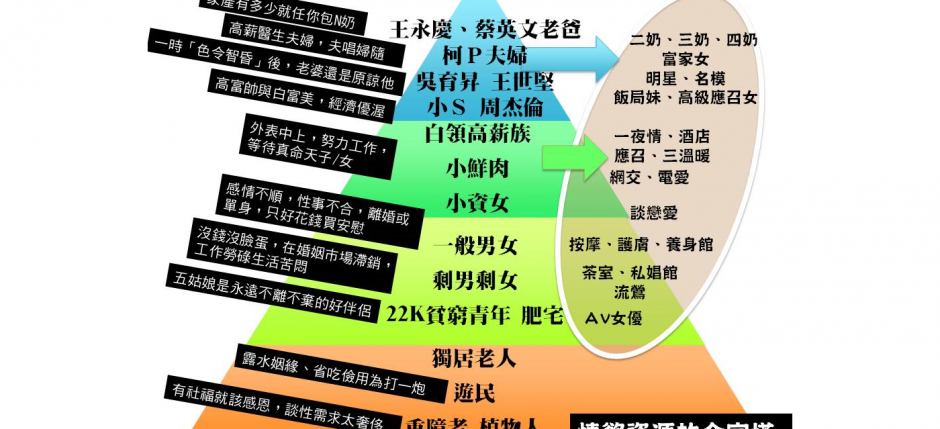 家產有多少就任你包N奶
高薪醫生夫婦，夫唱婦隨
一時「色令智昏」後，老婆還是原諒他
高富帥與白富美，經濟優渥
外表中上，努力工作，
等待真命天子/女
感情不順，性事不合，離婚或
單身，只好花錢買安慰
沒錢沒臉蛋，在婚姻市場滯銷，
工作勞碌生活苦悶
五姑娘是永遠不離不棄的好伴侶
露水姻緣、省吃儉用為打一炮
有社福就該感恩，談性需求太奢侈
王永慶、蔡英文老爸
柯P夫婦
吳育昇 王世堅
小S 周杰倫
白領高薪族
小鮮肉
小資女
一般男女
剩男剩女
22K貧窮青年 肥宅
獨居老人
遊民
重障者 植物人
二奶、三奶、四奶
富家女
明星、名模
飯局妹、高級應召女
一夜情、酒店
應召、三溫暖
網交、電愛
談戀愛
按摩、護膚、養身館
茶室、私娼館
流鶯
AV女優
情慾資源的金字塔